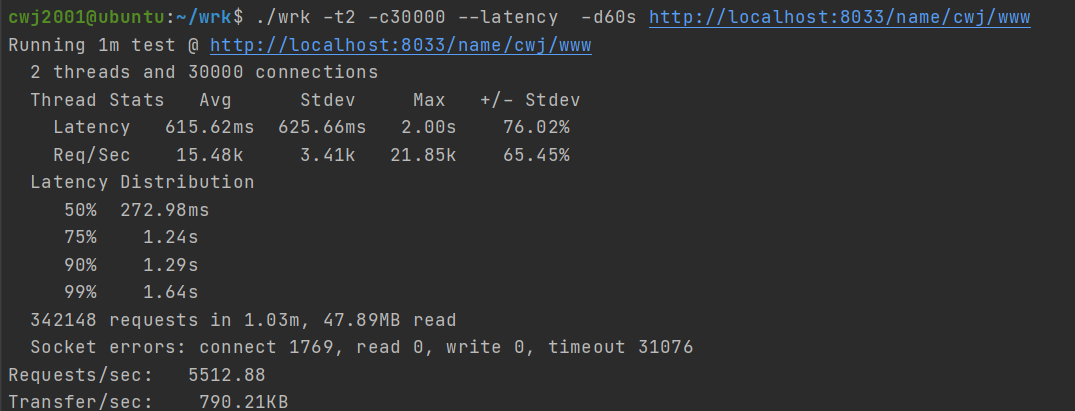 cwj2001@ubuntu:~/wrk$ ./wrk -t2 -c30000 --latency  -d60s http://localhost:8033/name/cwj/www
Running 1m test @ http://localhost:8033/name/cwj/www
  2 threads and 30000 connections
  Thread Stats   Avg      Stdev     Max   +/- Stdev
    Latency   615.62ms  625.66ms   2.00s    76.02%
    Req/Sec    15.48k     3.41k   21.85k    65.45%
  Latency Distribution
     50%  272.98ms
     75%    1.24s
     90%    1.29s
     99%    1.64s
  342148 requests in 1.03m, 47.89MB read
  Socket errors: connect 1769, read 0, write 0, timeout 31076
Requests/sec:   5512.88
Transfer/sec:    790.21KB